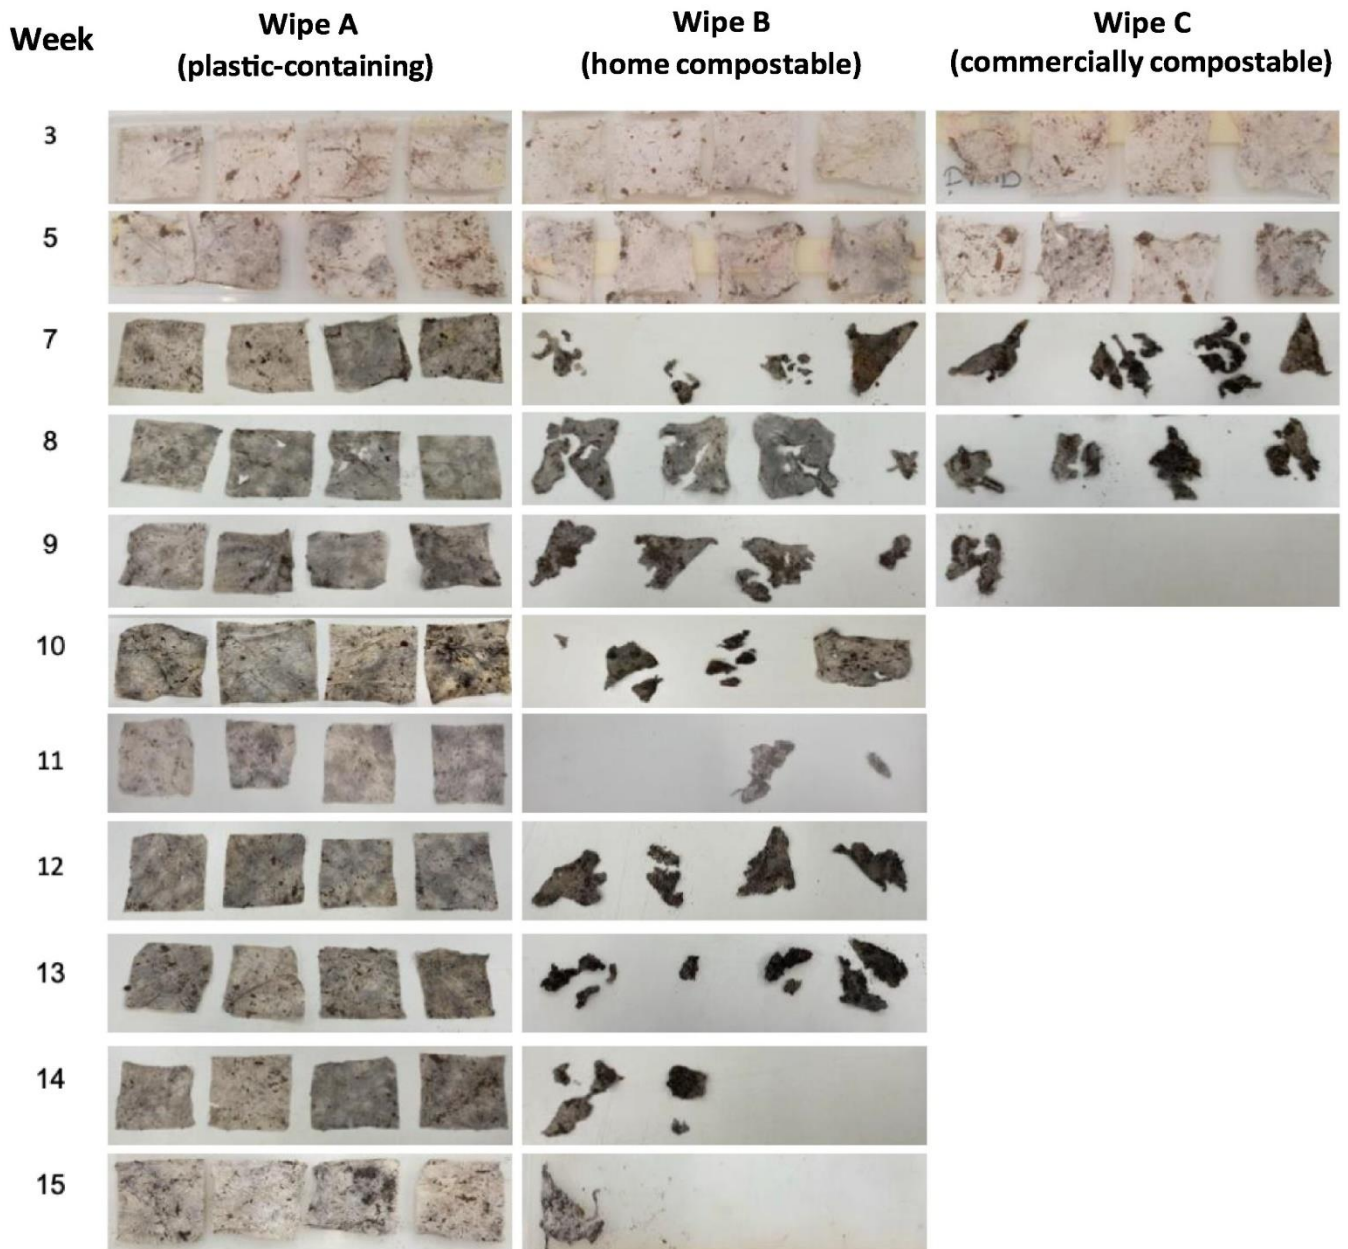 Week
Wipe A
(plastic-containing)
Wipe B
(home compostable)
Wipe C
(commercially compostable)
3
5
7
8
9
10
11
12
13
14
15